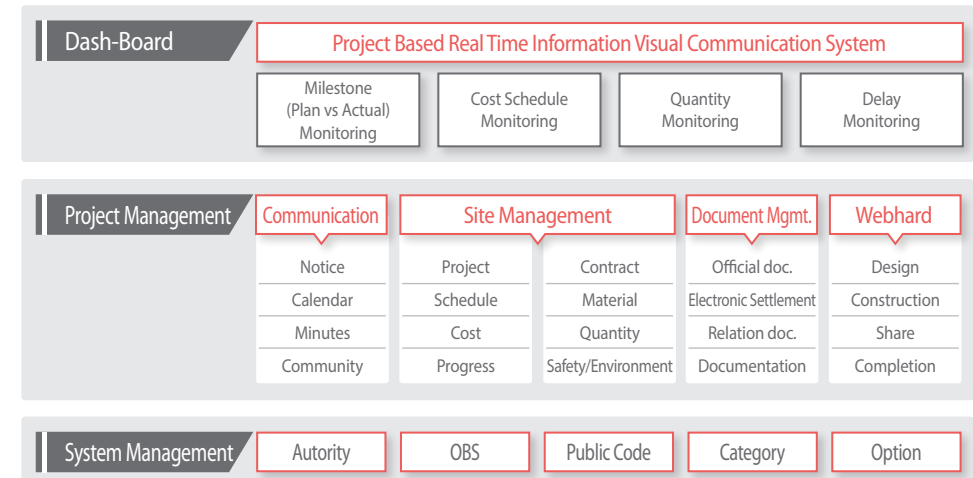 Dash-Board
Project Based Real Time Information Visual Communication System
Milestone
(Plan vs Actual)
Monitoring
Cost Schedule
Monitoring
Quantity
Monitoring
Delay
Monitoring
Project Management
Communication
Site Management
Document Mgmt.
Webhard
Notice
Project
Contract
Official doc.
Design
Calendar
Schedule
Material
Electronic Settlement
Construction
Minutes
Cost
Quantity
Relation doc.
Share
Community
Progress
Safety/Environment
Documentation
Completion
System Management
Autority
OBS
Public Code
Category
Option